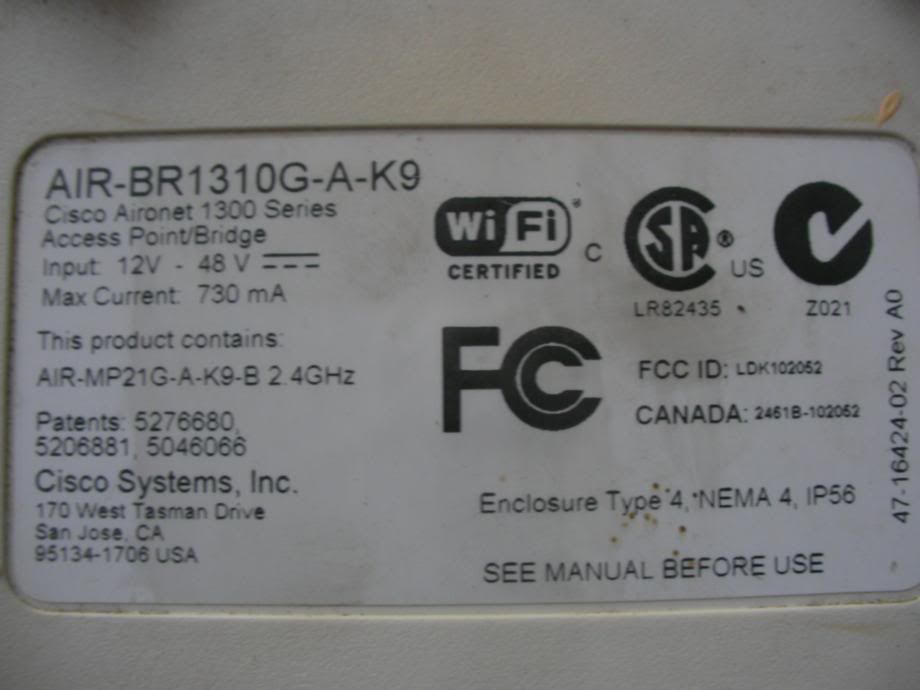 AIR-BR1310G-A-K9
Cisco Aironet 1300 Series
Access Point/Bridge
Input: 12V - 48 V
Max Current: 730 mA
This product contains:
AIR-MP21G-A-K9-B 2.4GHz
Patents: 5276680,
5206881, 5046066
Cisco Systems, Inc.
170 West Tasman Drive
San Jose, CA
95134-1706 USA
Wi Fi ®
CERTIFIED
C SA ® US
LR82435
Z021
FC
FCC ID: LDK102052
CANADA: 2461B-102052
Enclosure Type 4, NEMA 4, IP56
SEE MANUAL BEFORE USE
47-16424-02 Rev A0